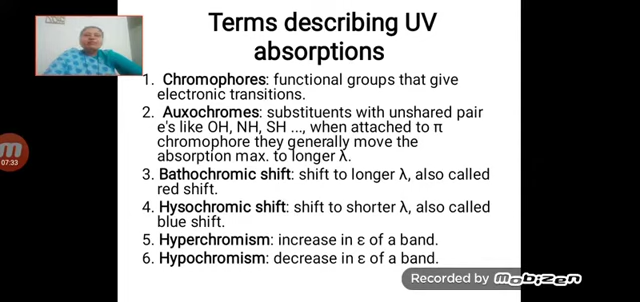 Terms describing UV
absorptions
1. Chromophores: functional groups that give
electronic transitions.
2. Auxochromes: substituents with unshared pair
e's like OH, NH, SH ..., when attached to π
chromophore they generally move the
absorption max. to longer λ.
3. Bathochromic shift: shift to longer λ, also called
red shift.
4. Hysochromic shift: shift to shorter λ, also called
blue shift.
5. Hyperchromism: increase in ε of a band.
6. Hypochromism: decrease in ε of a band.
07:33
Recorded by Mobizen